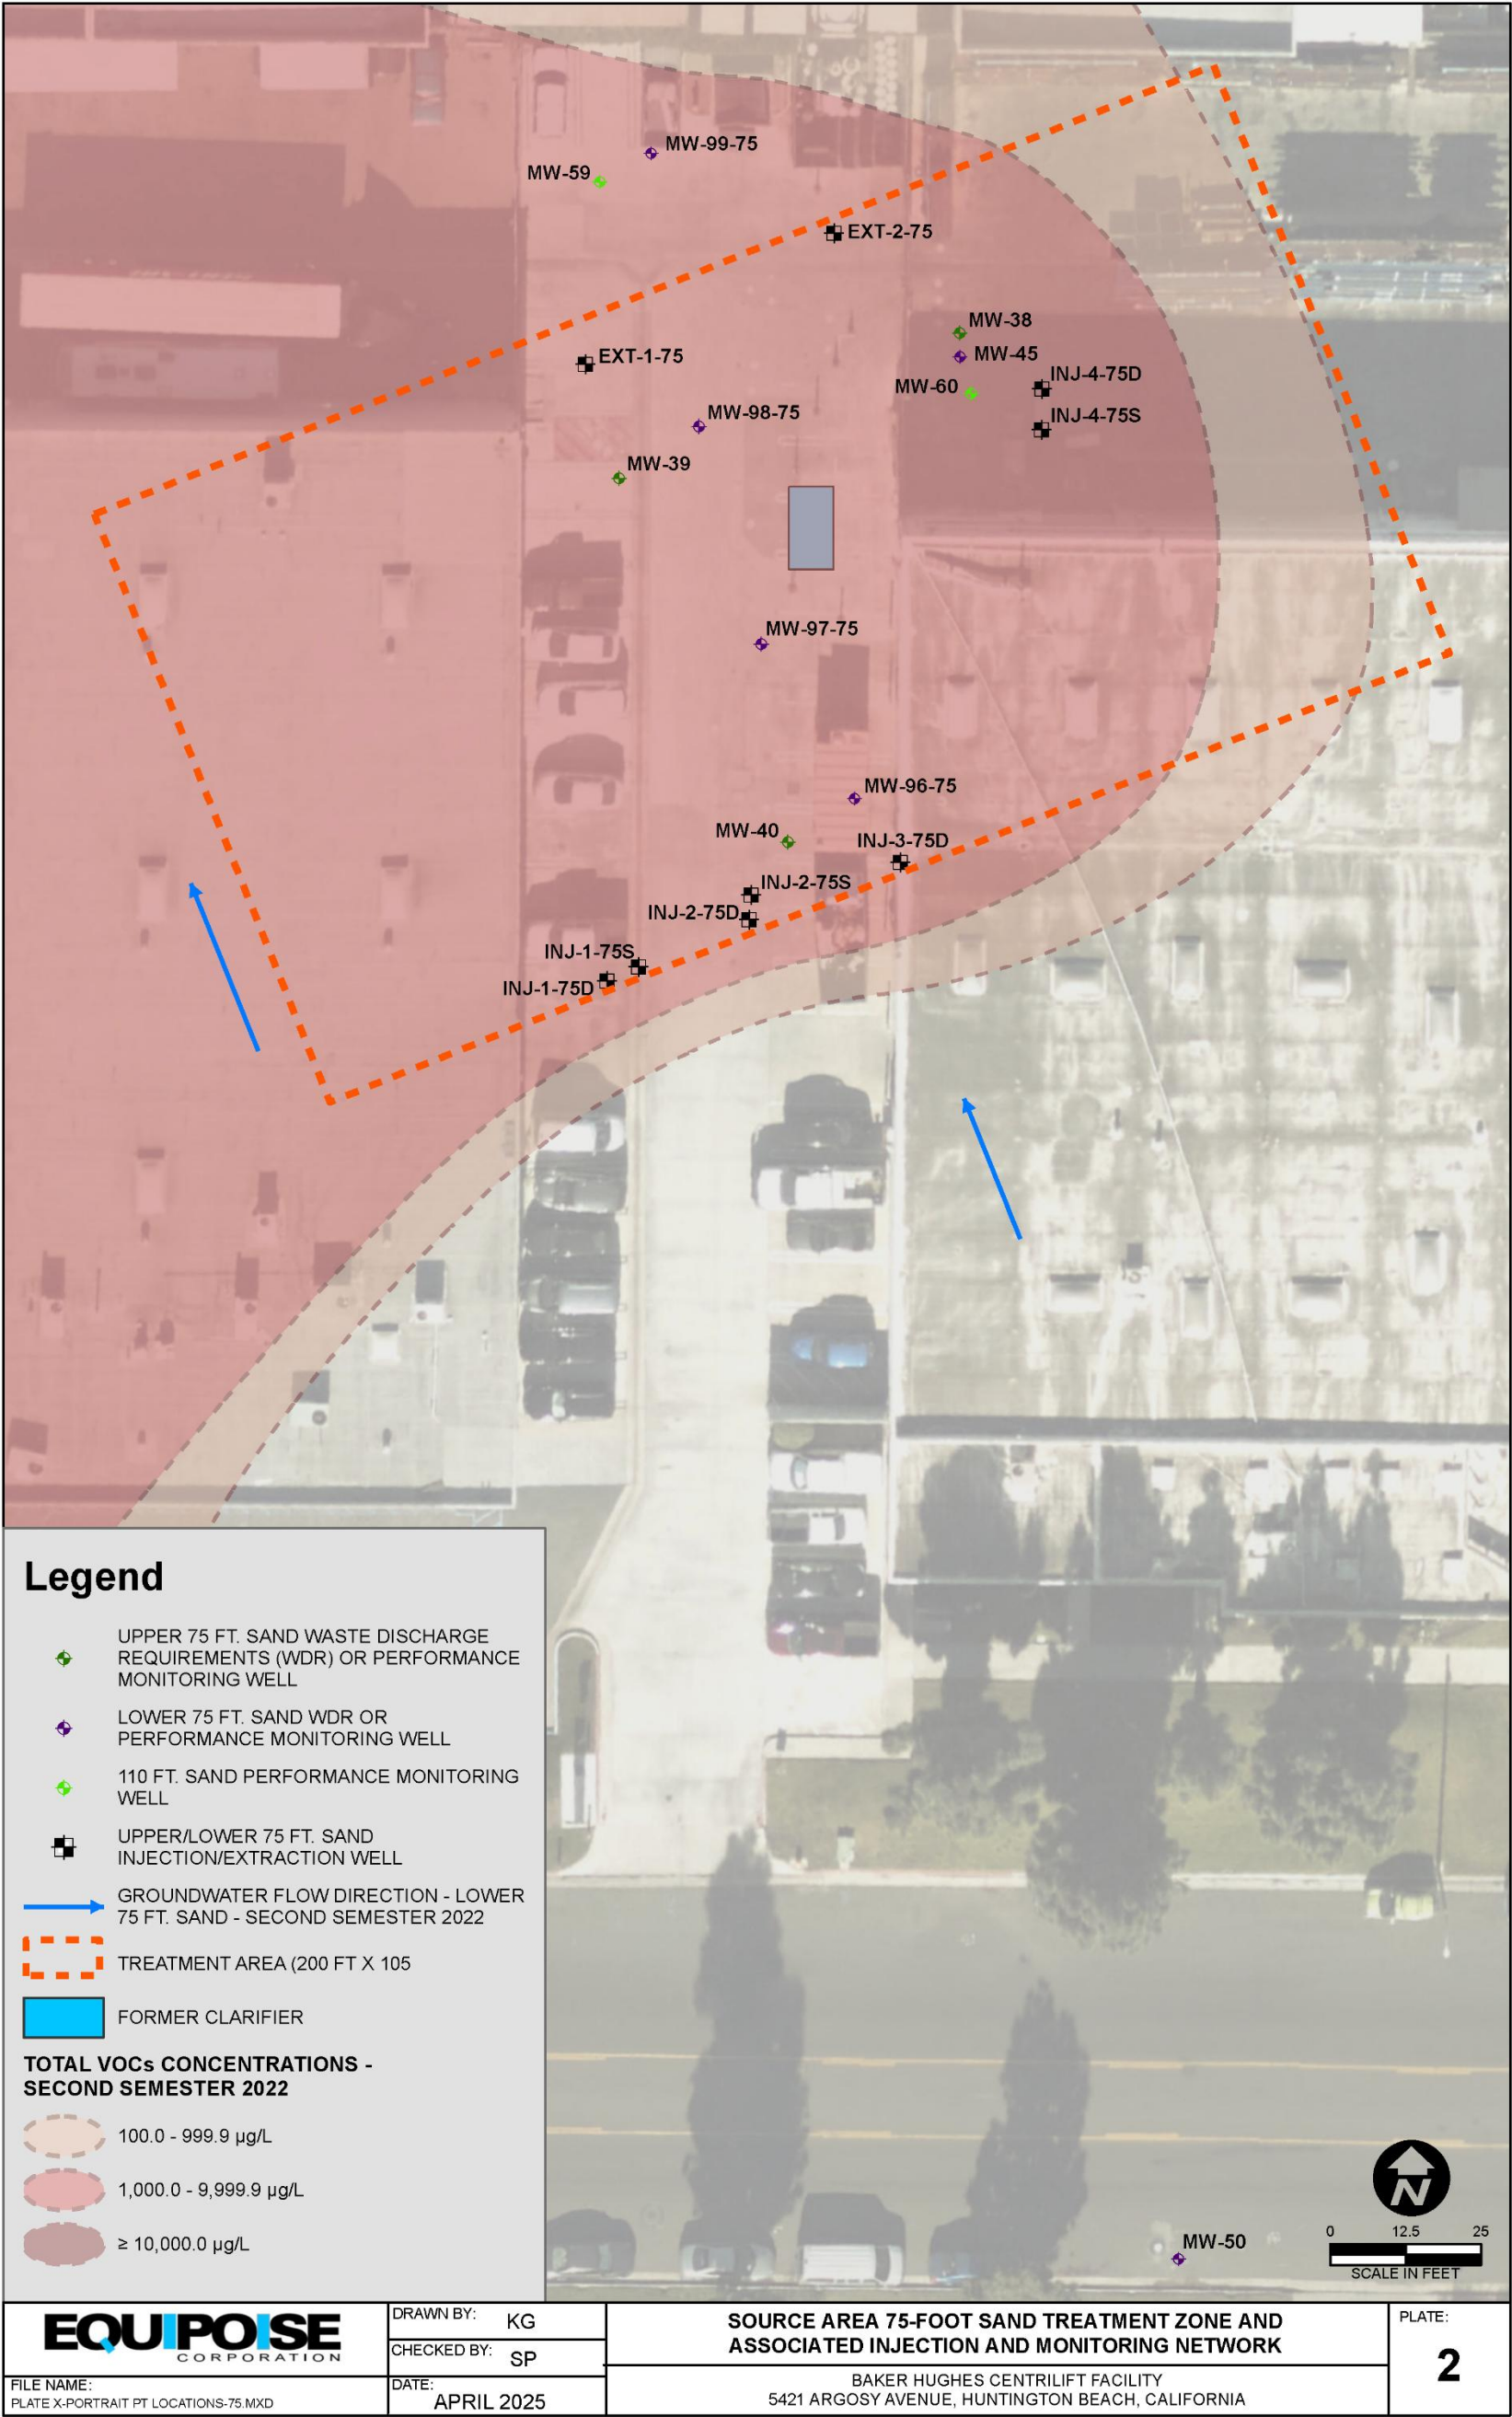 MW-99-75
MW-59
EXT-2-75
MW-38
MW-45
EXT-1-75
INJ-4-75D
MW-60
MW-98-75
INJ-4-75S
MW-39
MW-97-75
MW-96-75
MW-40
INJ-3-75D
INJ-2-75S
INJ-2-75D
INJ-1-75S
INJ-1-75D
Legend
UPPER 75 FT. SAND WASTE DISCHARGE
REQUIREMENTS (WDR) OR PERFORMANCE
MONITORING WELL
LOWER 75 FT. SAND WDR OR
PERFORMANCE MONITORING WELL
110 FT. SAND PERFORMANCE MONITORING
WELL
UPPER/LOWER 75 FT. SAND
INJECTION/EXTRACTION WELL
GROUNDWATER FLOW DIRECTION - LOWER
75 FT. SAND - SECOND SEMESTER 2022
TREATMENT AREA (200 FT X 105
FORMER CLARIFIER
TOTAL VOCs CONCENTRATIONS -
SECOND SEMESTER 2022
100.0 - 999.9 µg/L
1,000.0 - 9,999.9 µg/L
≥ 10,000.0 µg/L
MW-50
N
0 12.5 25
SCALE IN FEET
EQUIPOISE
CORPORATION
FILE NAME:
PLATE X-PORTRAIT PT LOCATIONS-75.MXD
DRAWN BY: KG
CHECKED BY: SP
DATE:
APRIL 2025
SOURCE AREA 75-FOOT SAND TREATMENT ZONE AND
ASSOCIATED INJECTION AND MONITORING NETWORK
BAKER HUGHES CENTRILIFT FACILITY
5421 ARGOSY AVENUE, HUNTINGTON BEACH, CALIFORNIA
PLATE:
2